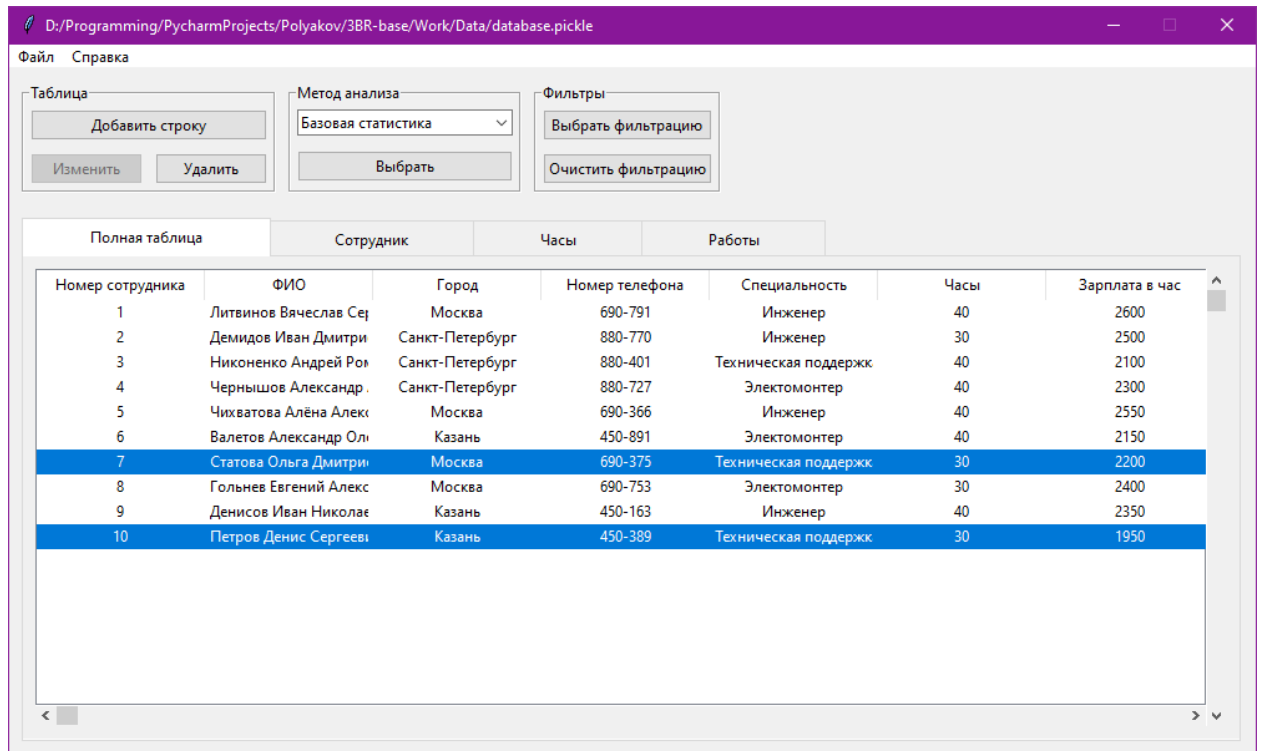 D:/Programming/PycharmProjects/Polyakov/3BR-base/Work/Data/database.pickle
Файл Справка
Таблица Метод анализа Фильтры
Добавить строку Базовая статистика Выбрать фильтрацию
Изменить Удалить Выбрать Очистить фильтрацию
Полная таблица Сотрудник Часы Работы
Номер сотрудника ФИО Город Номер телефона Специальность Часы Зарплата в час
1 Литвинов Вячеслав Сер Москва 690-791 Инженер 40 2600
2 Демидов Иван Дмитри Санкт-Петербург 880-770 Инженер 30 2500
3 Никоненко Андрей Ром Санкт-Петербург 880-401 Техническая поддержк 40 2100
4 Чернышов Александр Санкт-Петербург 880-727 Электомонтер 40 2300
5 Чихватова Алёна Алекс Москва 690-366 Инженер 40 2550
6 Валетов Александр Оле Казань 450-891 Электомонтер 40 2150
7 Статова Ольга Дмитрие Москва 690-375 Техническая поддержк 30 2200
8 Гольнев Евгений Алекс Москва 690-753 Электомонтер 30 2400
9 Денисов Иван Николае Казань 450-163 Инженер 40 2350
10 Петров Денис Сергееви Казань 450-389 Техническая поддержк 30 1950